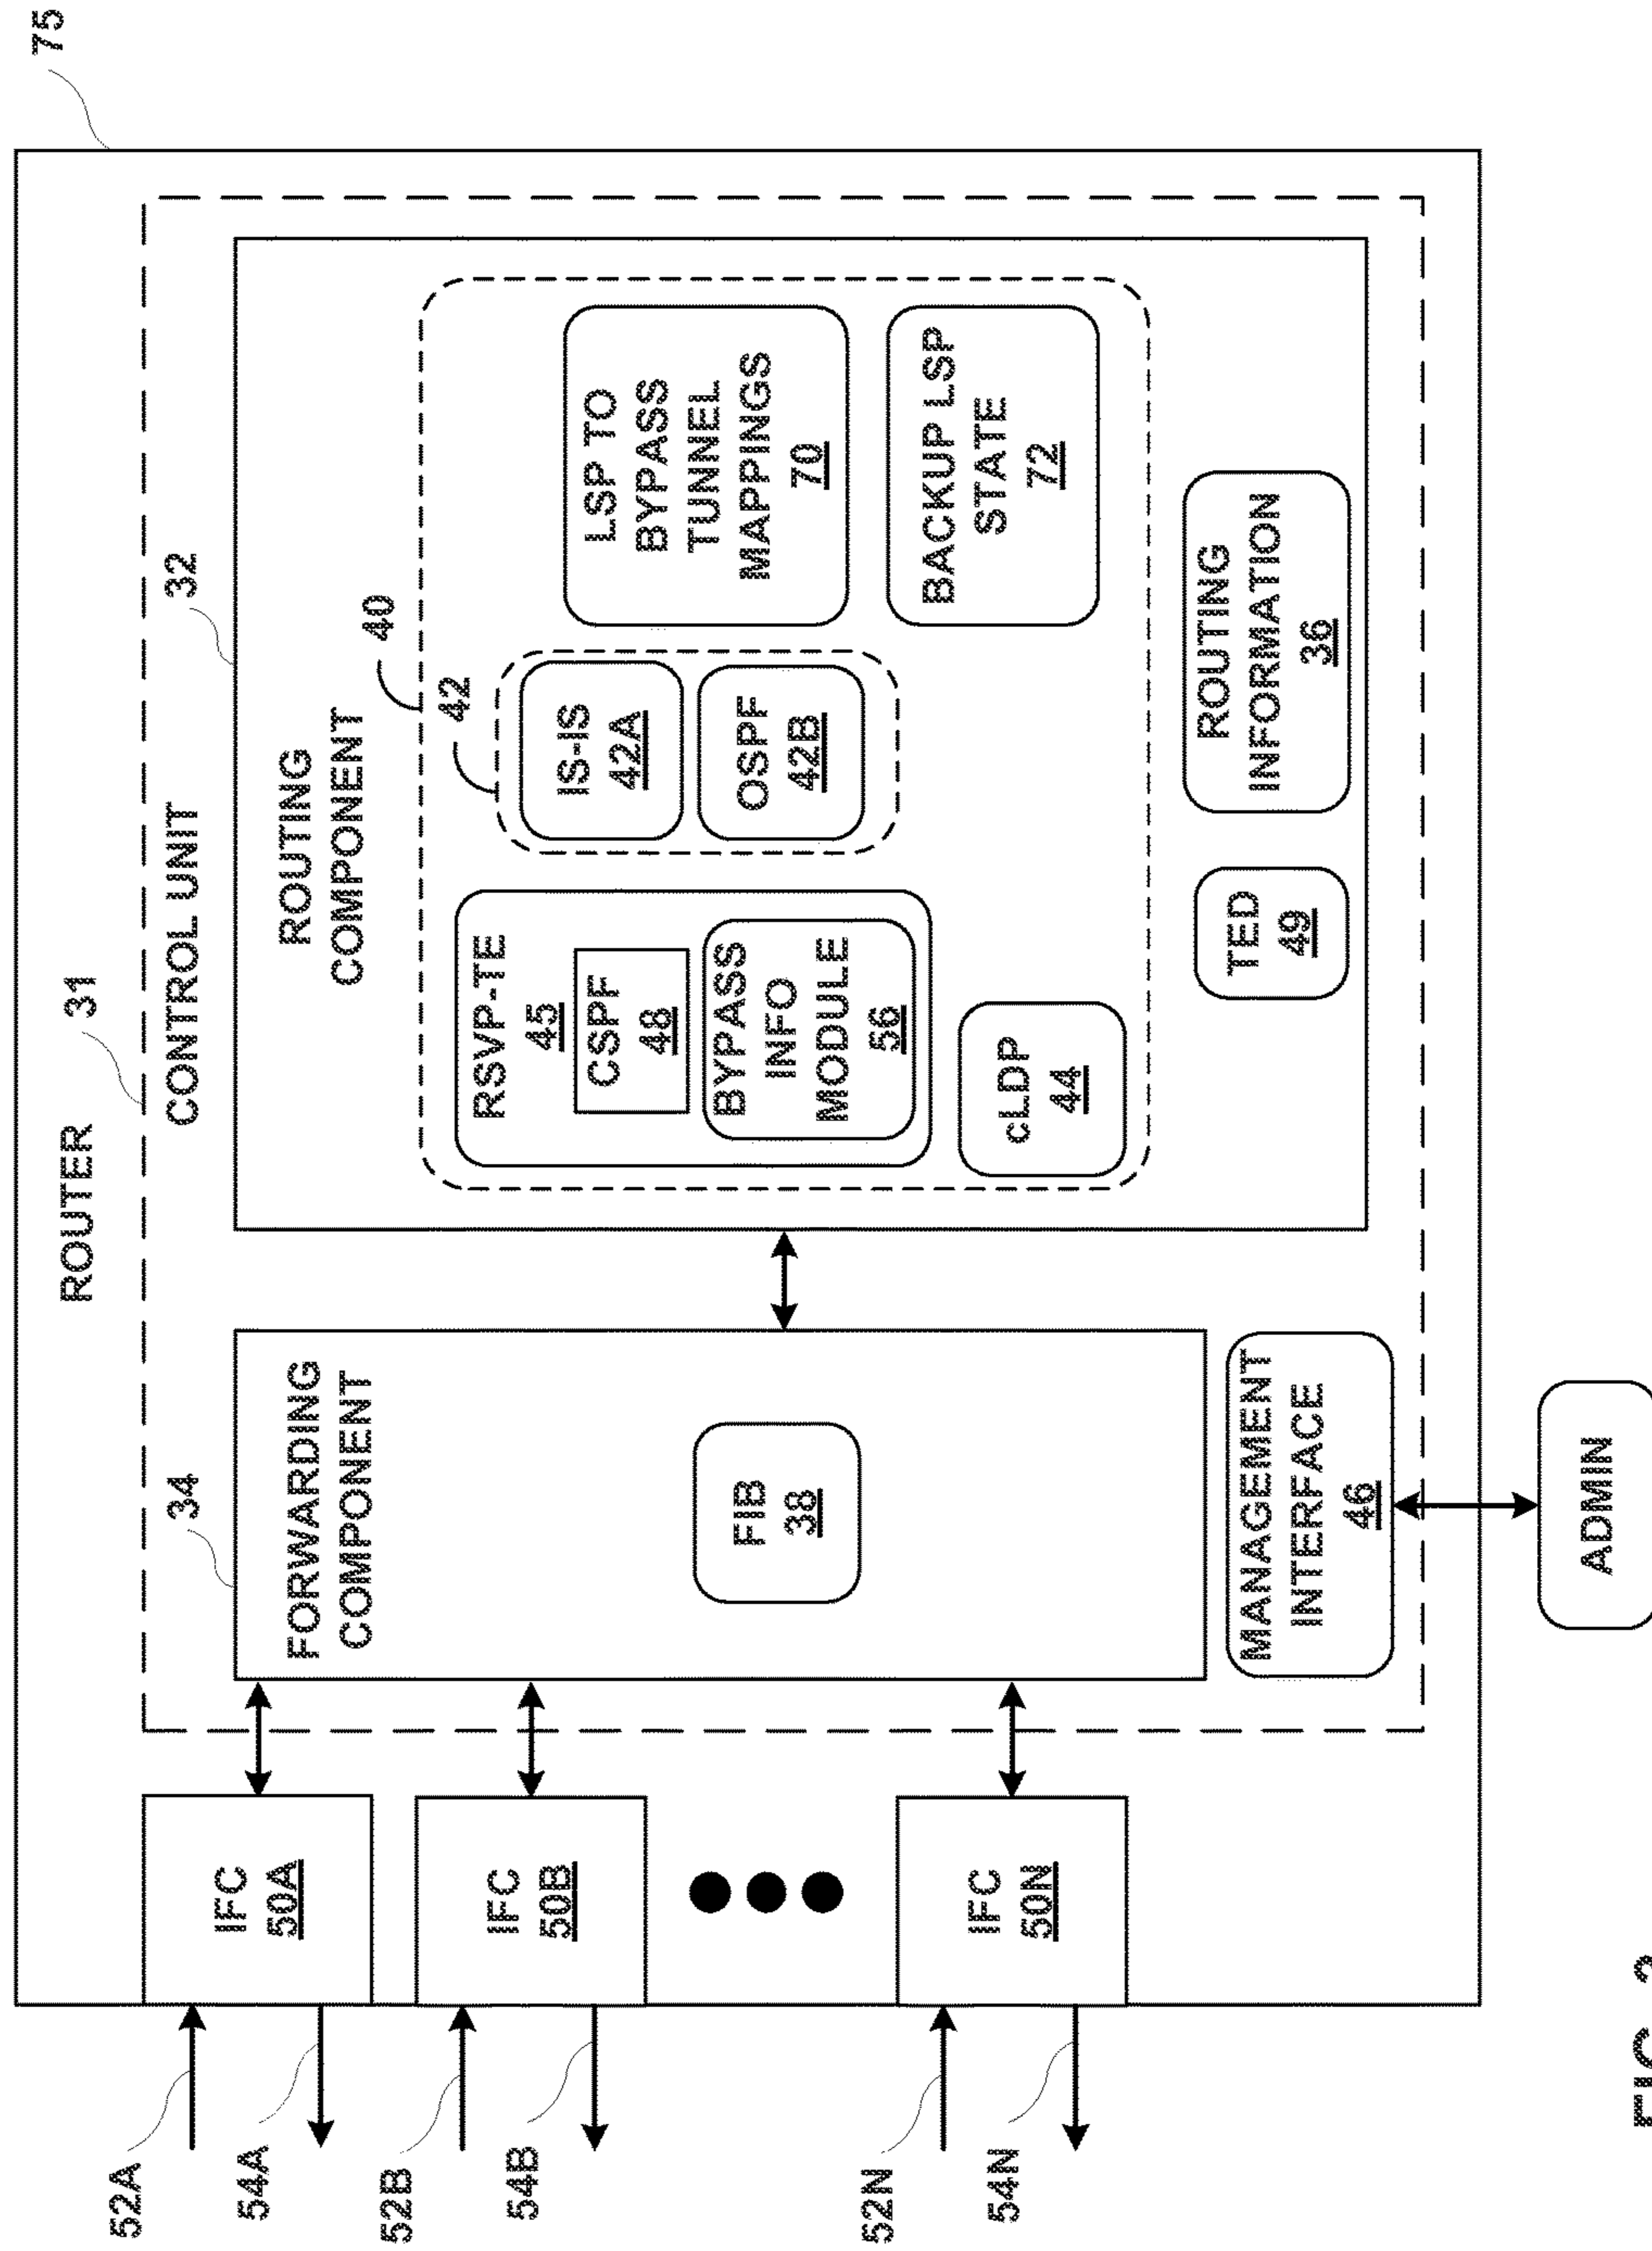 75
ROUTER
31
CONTROL UNIT
34
FORWARDING
COMPONENT
FIB
38
MANAGEMENT
INTERFACE
46
ADMIN
32
ROUTING
COMPONENT
40
42
RSVP-TE
45
CSPF
48
BYPASS
INFO
MODULE
56
cLDP
44
IS-IS
42A
OSPF
42B
LSP TO
BYPASS
TUNNEL
MAPPINGS
70
BACKUP LSP
STATE
72
TED
49
ROUTING
INFORMATION
36
IFC
50A
IFC
50B
IFC
50N
52A
54A
52B
54B
52N
54N